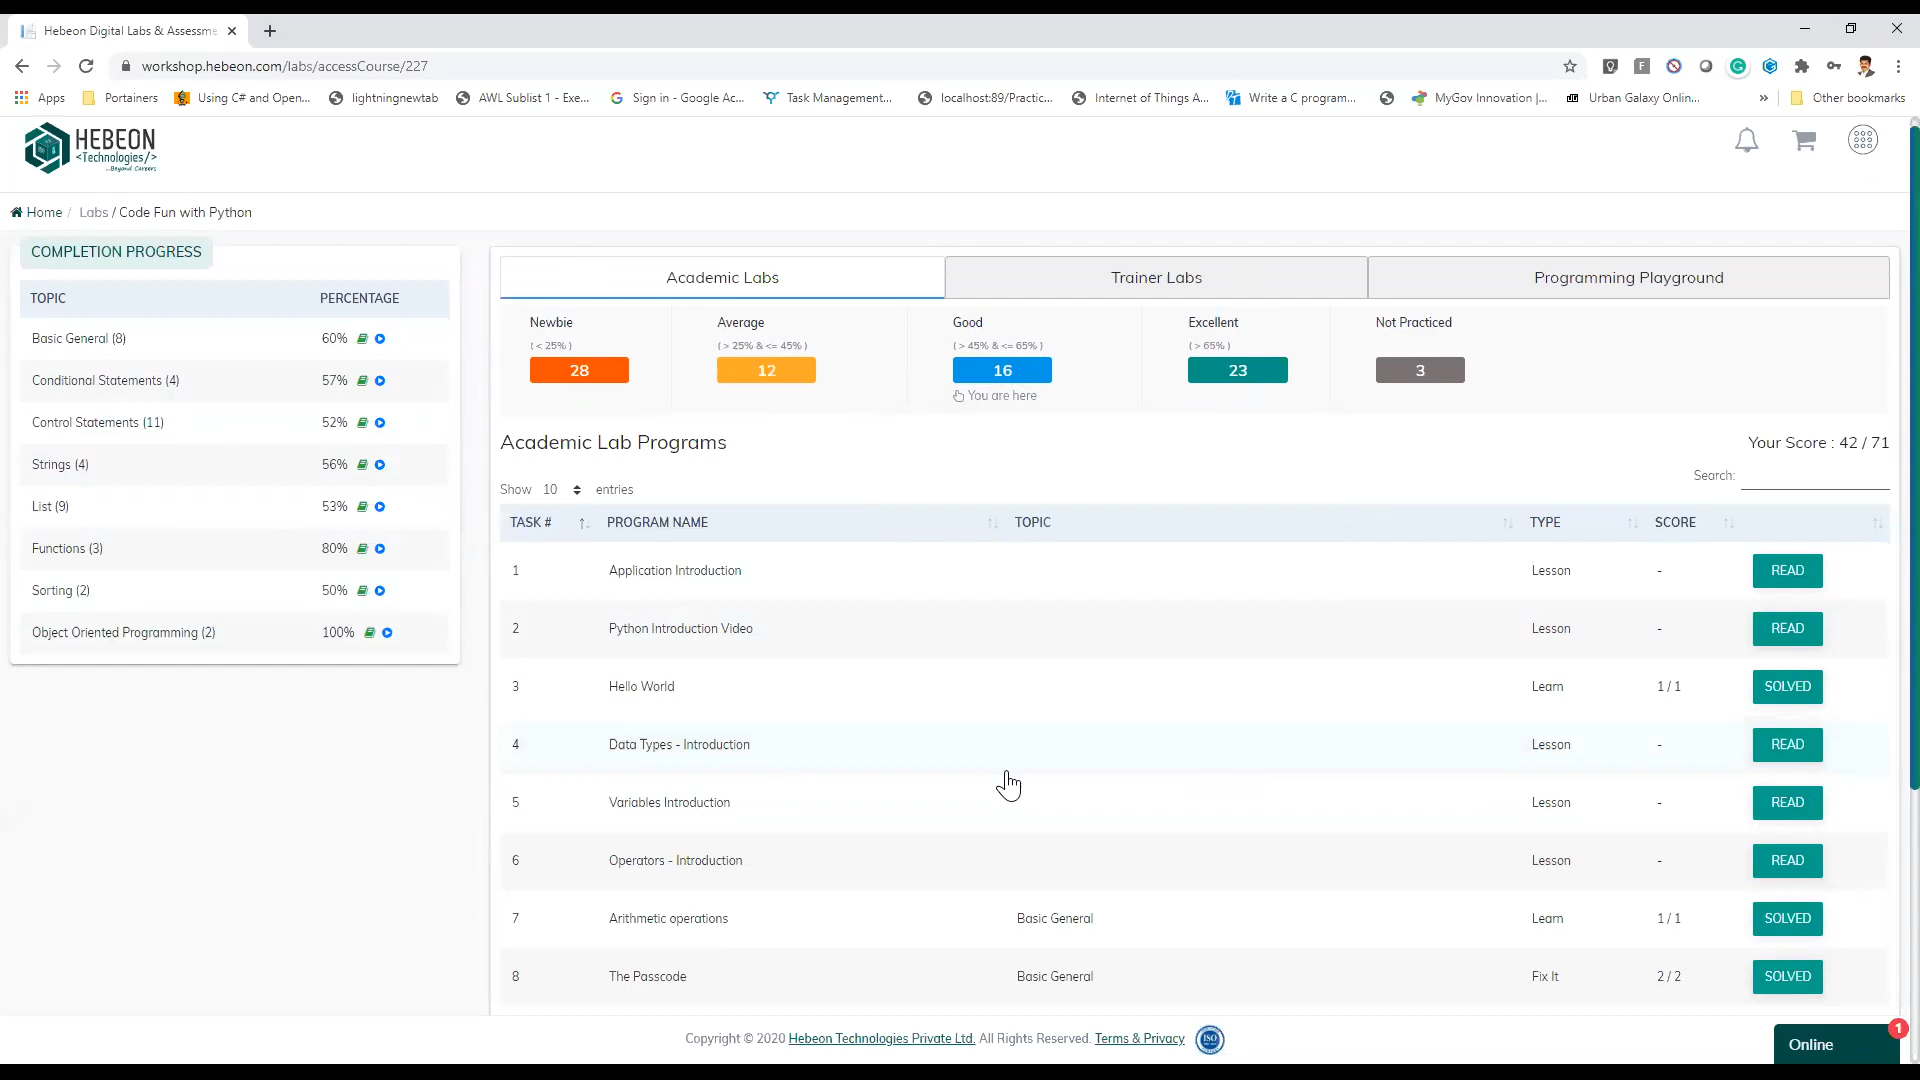 Hebeon Digital Labs & Assessme
workshop.hebeon.com/labs/accessCourse/227
Apps Portainers Using C# and Open... lightningnewtab AWL Sublist 1 - Exe... Sign in - Google Ac... Task Management... localhost:89/Practic... Internet of Things A... Write a C program... MyGov Innovation |... Urban Galaxy Onlin... » Other bookmarks
HEBEON
<Technologies/>
...Beyond Careers
Home / Labs / Code Fun with Python
COMPLETION PROGRESS
TOPIC PERCENTAGE
Basic General (8) 60%
Conditional Statements (4) 57%
Control Statements (11) 52%
Strings (4) 56%
List (9) 53%
Functions (3) 80%
Sorting (2) 50%
Object Oriented Programming (2) 100%
Academic Labs Trainer Labs Programming Playground
Newbie Average Good Excellent Not Practiced
( < 25% ) ( > 25% & <= 45% ) ( > 45% & <= 65% ) ( > 65% )
28 12 16 23 3
You are here
Academic Lab Programs Your Score : 42 / 71
Search:
Show 10 entries
TASK # PROGRAM NAME TOPIC TYPE SCORE
1 Application Introduction Lesson - READ
2 Python Introduction Video Lesson - READ
3 Hello World Learn 1 / 1 SOLVED
4 Data Types - Introduction Lesson - READ
5 Variables Introduction Lesson - READ
6 Operators - Introduction Lesson - READ
7 Arithmetic operations Basic General Learn 1 / 1 SOLVED
8 The Passcode Basic General Fix It 2 / 2 SOLVED
Copyright © 2020 Hebeon Technologies Private Ltd. All Rights Reserved. Terms & Privacy ISO
Online 1